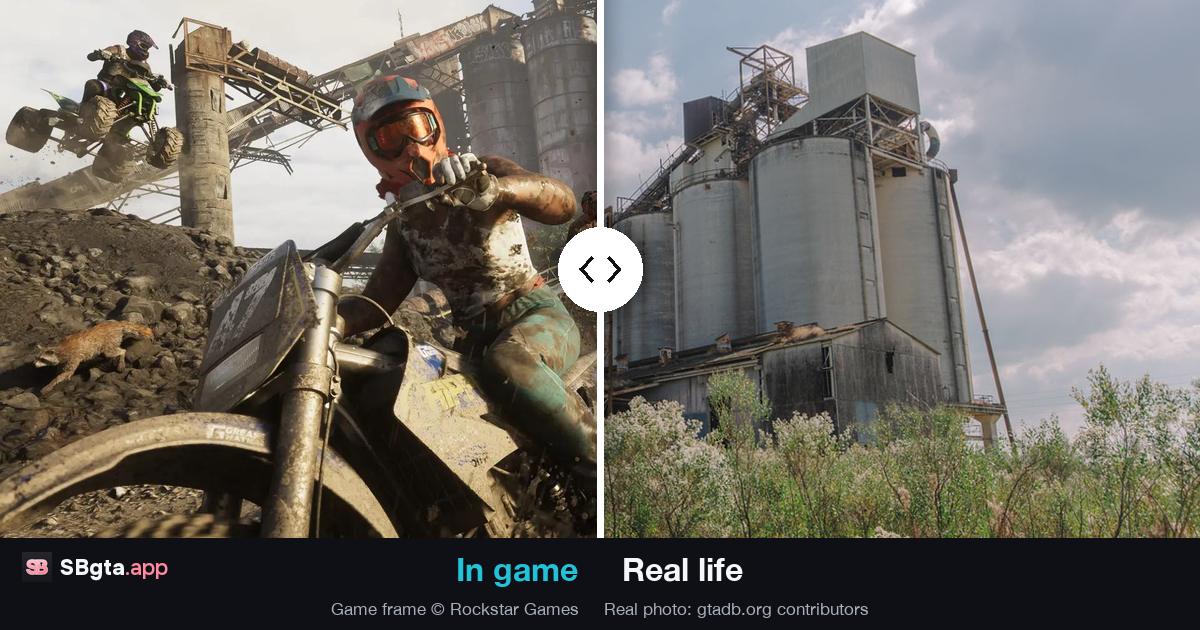 SB SBgta.app
In game
Real life
Game frame © Rockstar Games
Real photo: gtadb.org contributors